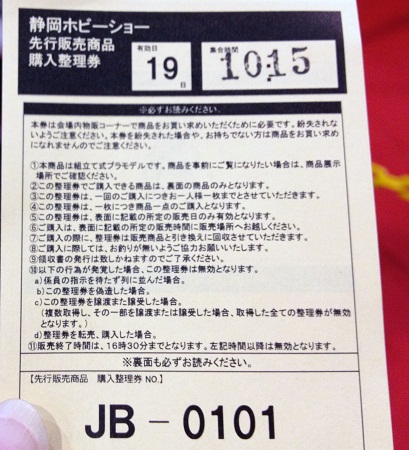 静岡ホビーショー
先行販売商品
購入整理券
有効日
19日
集合時間
10:15
※必ずお読みください。
本券は会場内物販コーナーで商品をお買い求めいただくために必要です。紛失されな
いようご注意ください。本券を紛失された場合や、お持ちでない方は商品をお買い求め
になれませんのでご注意ください。
①本商品は組立て式プラモデルです。商品を事前にご覧になりたい場合は、商品展示
場所でご確認ください。
②この整理券でご購入できる商品は、裏面の商品のみとなります。
③この整理券は、一回のご購入につきお一人様一枚までとさせていただきます。
④この整理券は、一枚につき商品一点のご購入となります。
⑤この整理券は、表面に記載の所定の販売日のみ有効となります。
⑥ご購入は、表面に記載の所定の販売時間に販売場所へお越しください。
⑦ご購入の際に、整理券は販売商品と引き換えに回収させていただきます。
⑧ご購入に際しては、お釣りが無いようご協力お願いいたします。
⑨領収書の発行は致しかねますのでご了承ください。
⑩以下の行為が発覚した場合、この整理券は無効となります。
a)係員の指示を待たず列に並んだ場合。
b)この整理券を偽造した場合。
c)この整理券を譲渡または譲受した場合。
(複数取得し、その一部を譲渡または譲受した場合、取得した全ての整理券が無効
となります。)
d)整理券を転売、購入した場合。
⑪販売終了時間は、16時30分までとなります。左記時間以降は無効となります。
※裏面も必ずお読みください。
【先行販売商品 購入整理券 NO.】
JB－0101